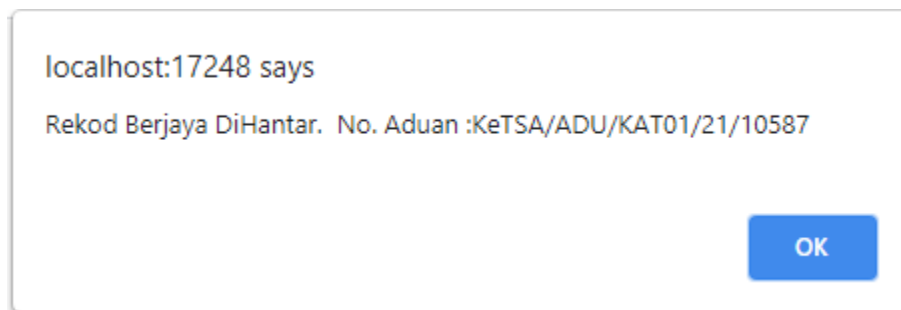 localhost:17248 says
Rekod Berjaya DiHantar.  No. Aduan :KeTSA/ADU/KAT01/21/10587
OK